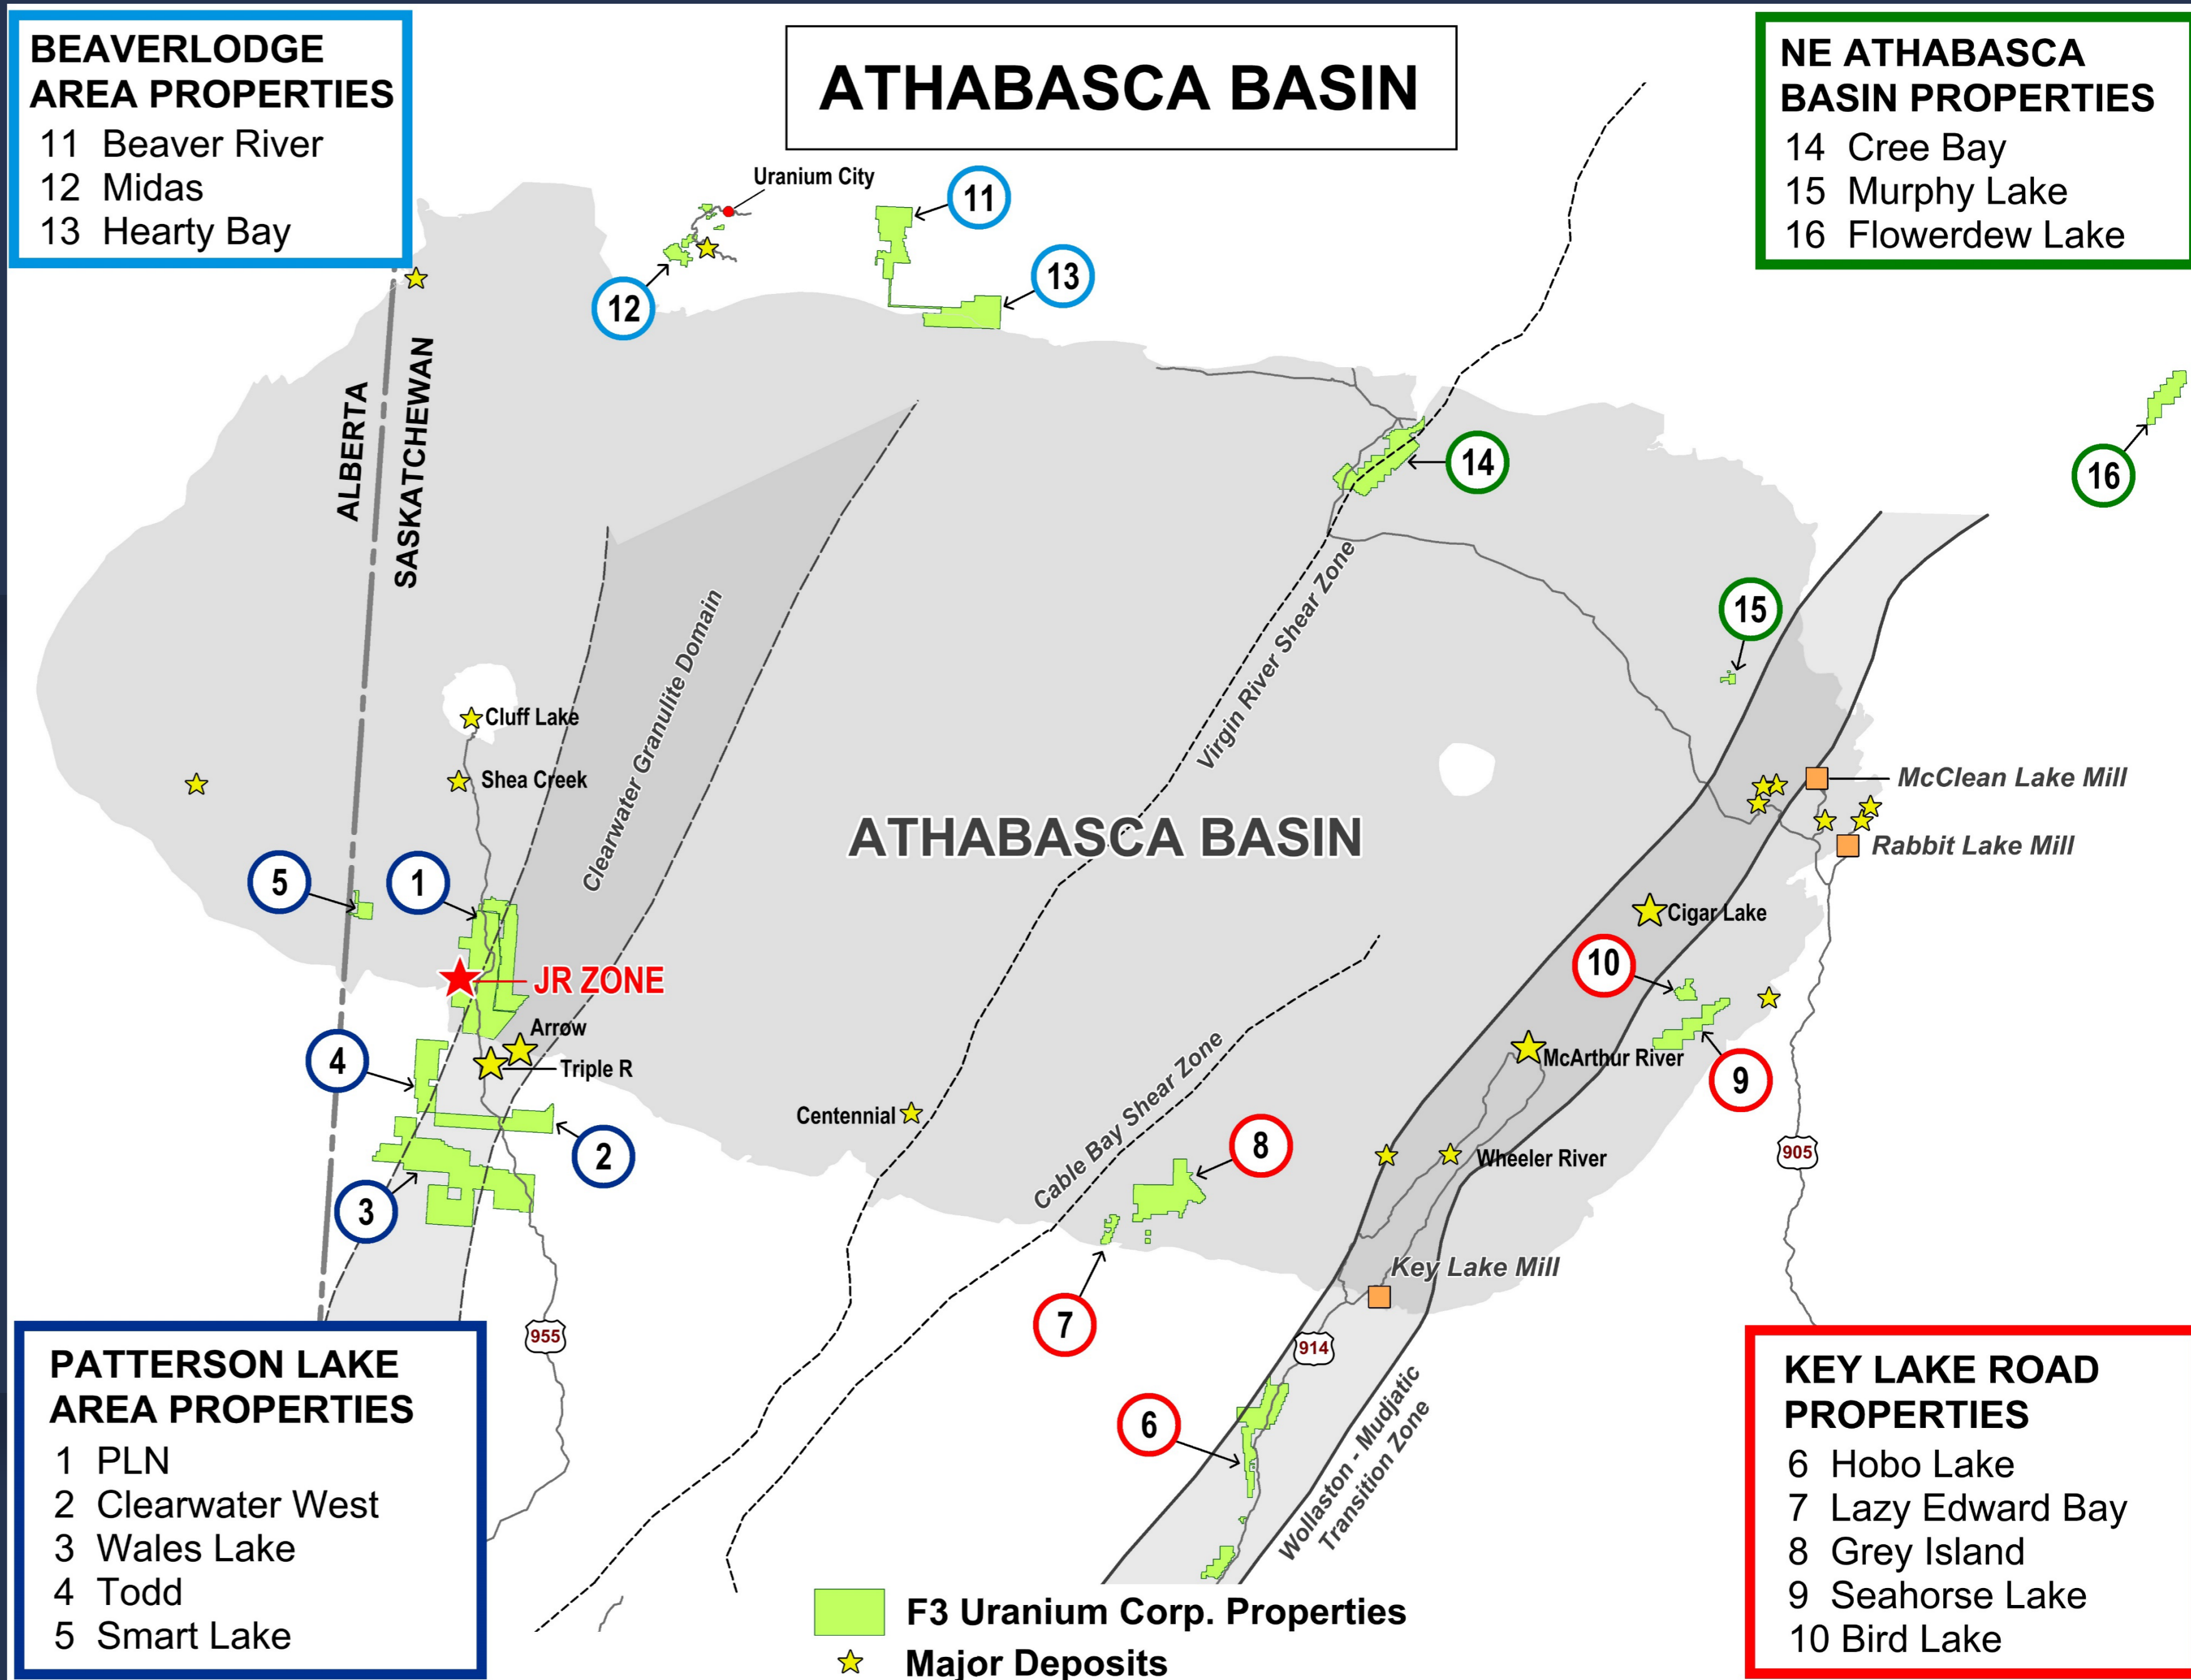 BEAVERLODGE
AREA PROPERTIES
11 Beaver River
12 Midas
13 Hearty Bay
ATHABASCA BASIN
NE ATHABASCA
BASIN PROPERTIES
14 Cree Bay
15 Murphy Lake
16 Flowerdew Lake
Uranium City
11
13
12
ALBERTA
SASKATCHEWAN
14
16
Virgin River Shear Zone
15
Clearwater Granulite Domain
Cluff Lake
Shea Creek
McClean Lake Mill
ATHABASCA BASIN
Rabbit Lake Mill
5
1
Cigar Lake
10
JR ZONE
Arrow
4
Triple R
McArthur River
9
Centennial
Cable Bay Shear Zone
8
2
Wheeler River
905
3
Key Lake Mill
7
955
914
6
Wollaston - Mudjatic
Transition Zone
PATTERSON LAKE
AREA PROPERTIES
1 PLN
2 Clearwater West
3 Wales Lake
4 Todd
5 Smart Lake
KEY LAKE ROAD
PROPERTIES
6 Hobo Lake
7 Lazy Edward Bay
8 Grey Island
9 Seahorse Lake
10 Bird Lake
F3 Uranium Corp. Properties
Major Deposits